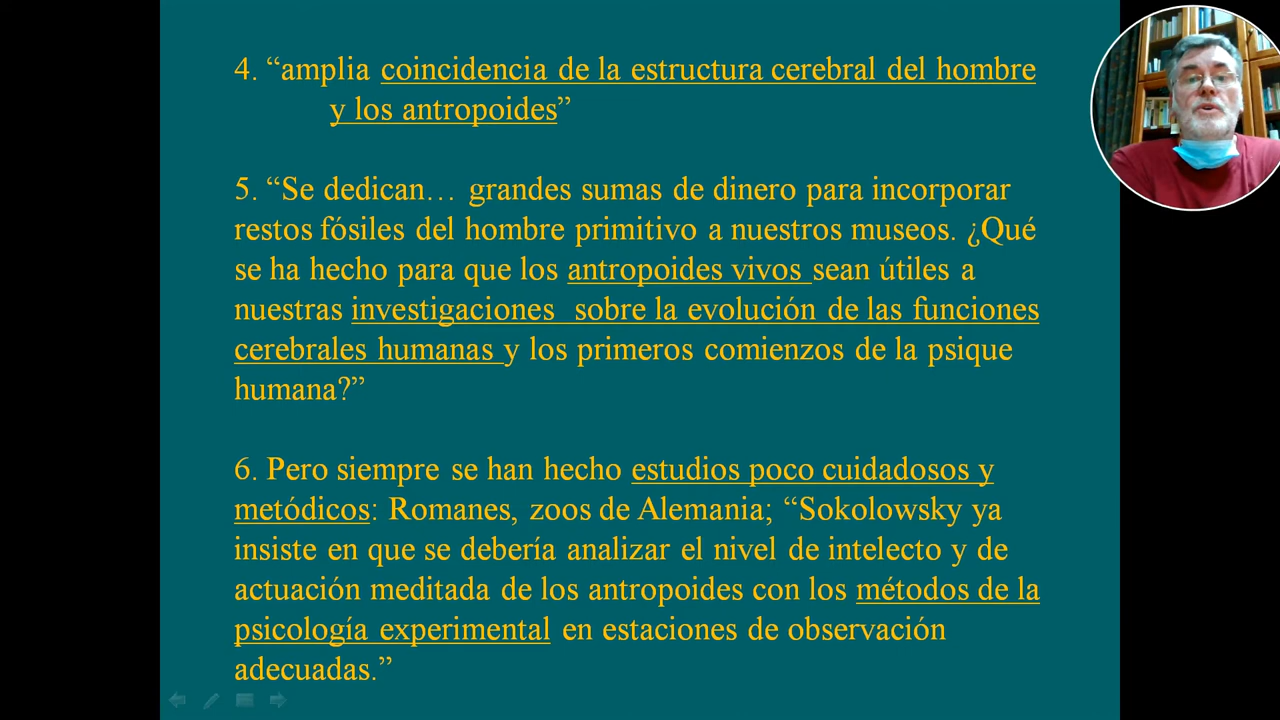 4. “amplia coincidencia de la estructura cerebral del hombre
y los antropoides”
5. “Se dedican… grandes sumas de dinero para incorporar
restos fósiles del hombre primitivo a nuestros museos. ¿Qué
se ha hecho para que los antropoides vivos sean útiles a
nuestras investigaciones sobre la evolución de las funciones
cerebrales humanas y los primeros comienzos de la psique
humana?”
6. Pero siempre se han hecho estudios poco cuidadosos y
metódicos: Romanes, zoos de Alemania; “Sokolowsky ya
insiste en que se debería analizar el nivel de intelecto y de
actuación meditada de los antropoides con los métodos de la
psicología experimental en estaciones de observación
adecuadas.”